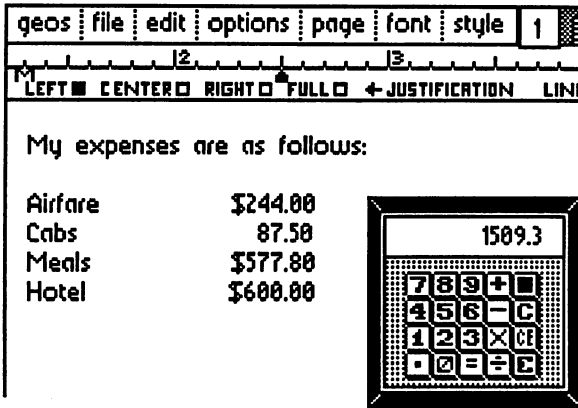 geos file edit options page font style 1
2 3
LEFT CENTER RIGHT FULL ← JUSTIFICATION LINE
My expenses are as follows:
Airfare $244.00
Cabs 87.50
Meals $577.80
Hotel $600.00
1509.3
7 8 9 + ■
4 5 6 - C
1 2 3 X CE
. 0 = ÷ E